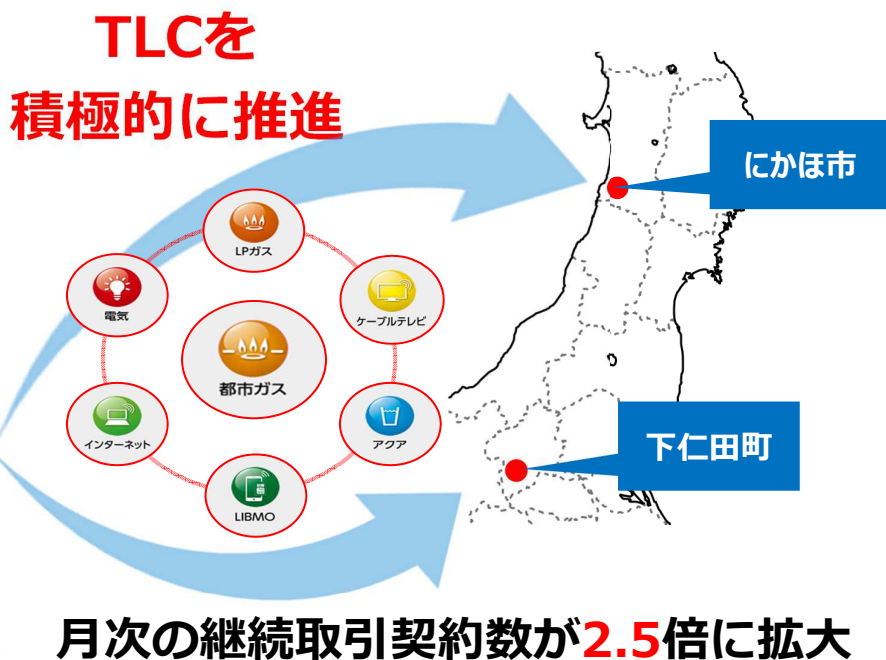 TLCを
積極的に推進
にかほ市
LPガス
電気
ケーブルテレビ
都市ガス
インターネット
アクア
LIBMO
下仁田町
月次の継続取引契約数が2.5倍に拡大